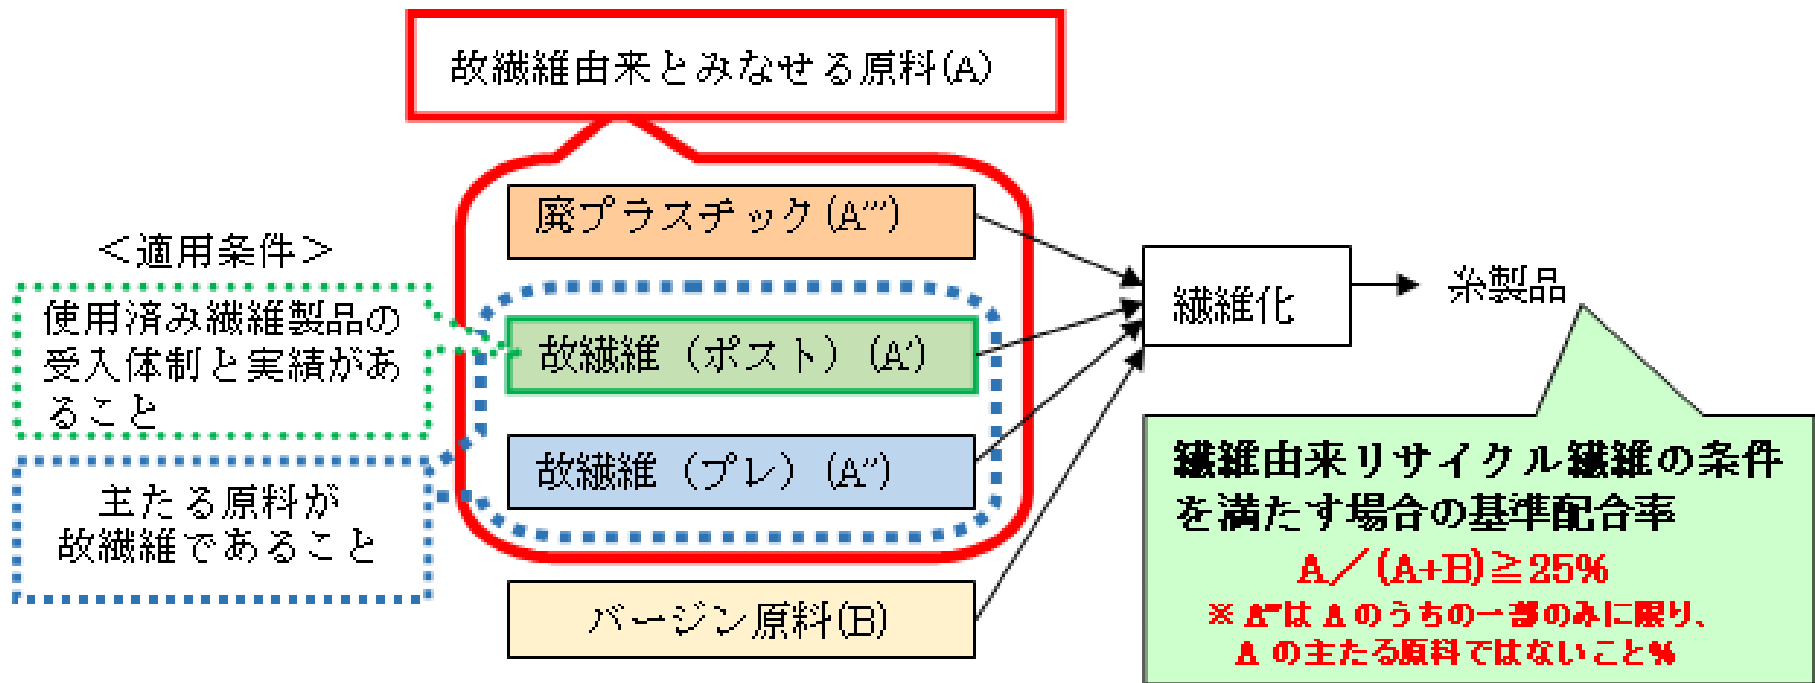 故繊維由来とみなせる原料(A)
廃プラスチック(A''')
＜適用条件＞
使用済み繊維製品の
受入体制と実績があ
ること
故繊維（ポスト）(A')
主たる原料が
故繊維であること
故繊維（プレ）(A'')
バージン原料(B)
繊維化
糸製品
繊維由来リサイクル繊維の条件
を満たす場合の基準配合率
A／(A+B)≧25%
※ A'''は A のうちの一部のみに限り、
A の主たる原料ではないこと%